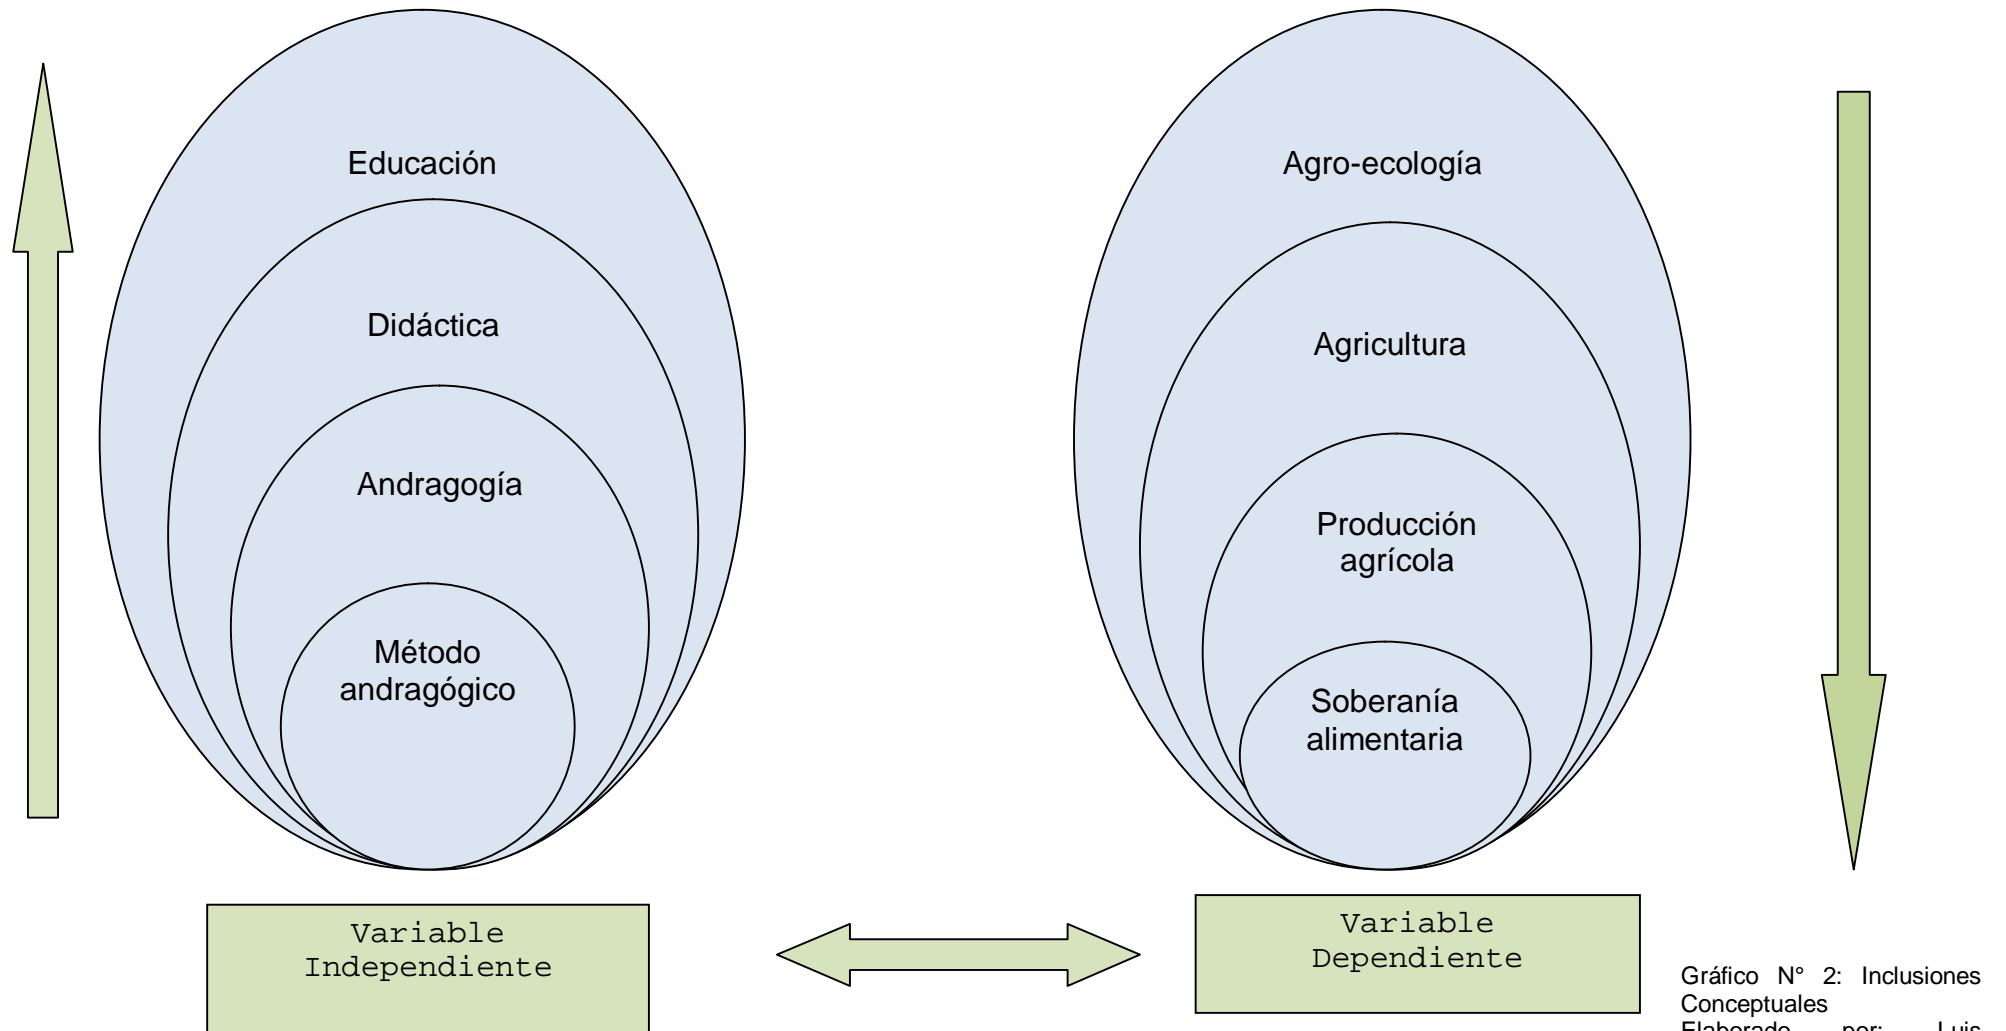 Educación
Didáctica
Andragogía
Método
andragógico
Variable
Independiente
Agro-ecología
Agricultura
Producción
agrícola
Soberanía
alimentaria
Variable
Dependiente
Gráfico N° 2: Inclusiones
Conceptuales
Elaborado por: Luis